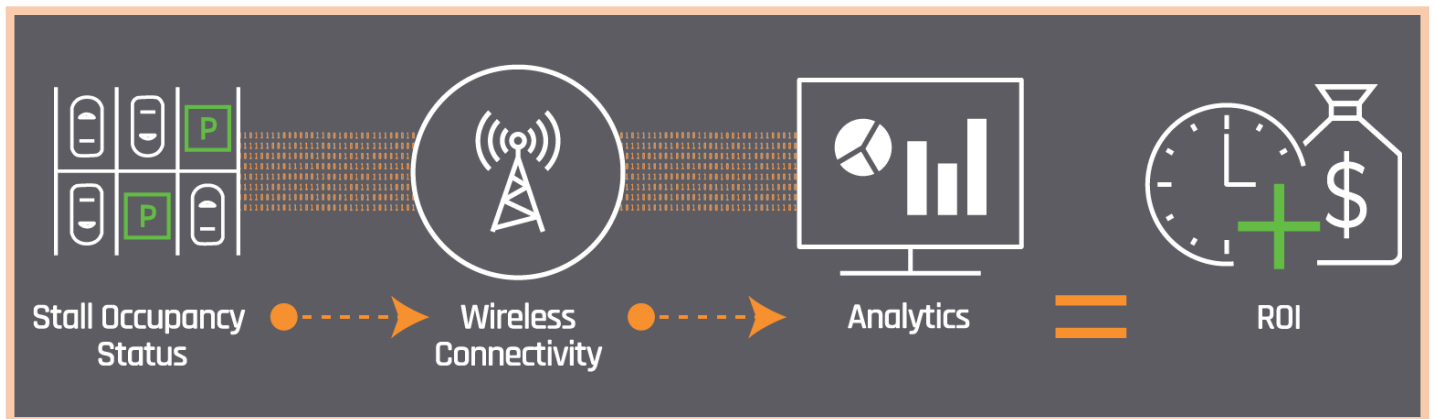 P
P
$
Stall Occupancy
Status
Wireless
Connectivity
Analytics
ROI